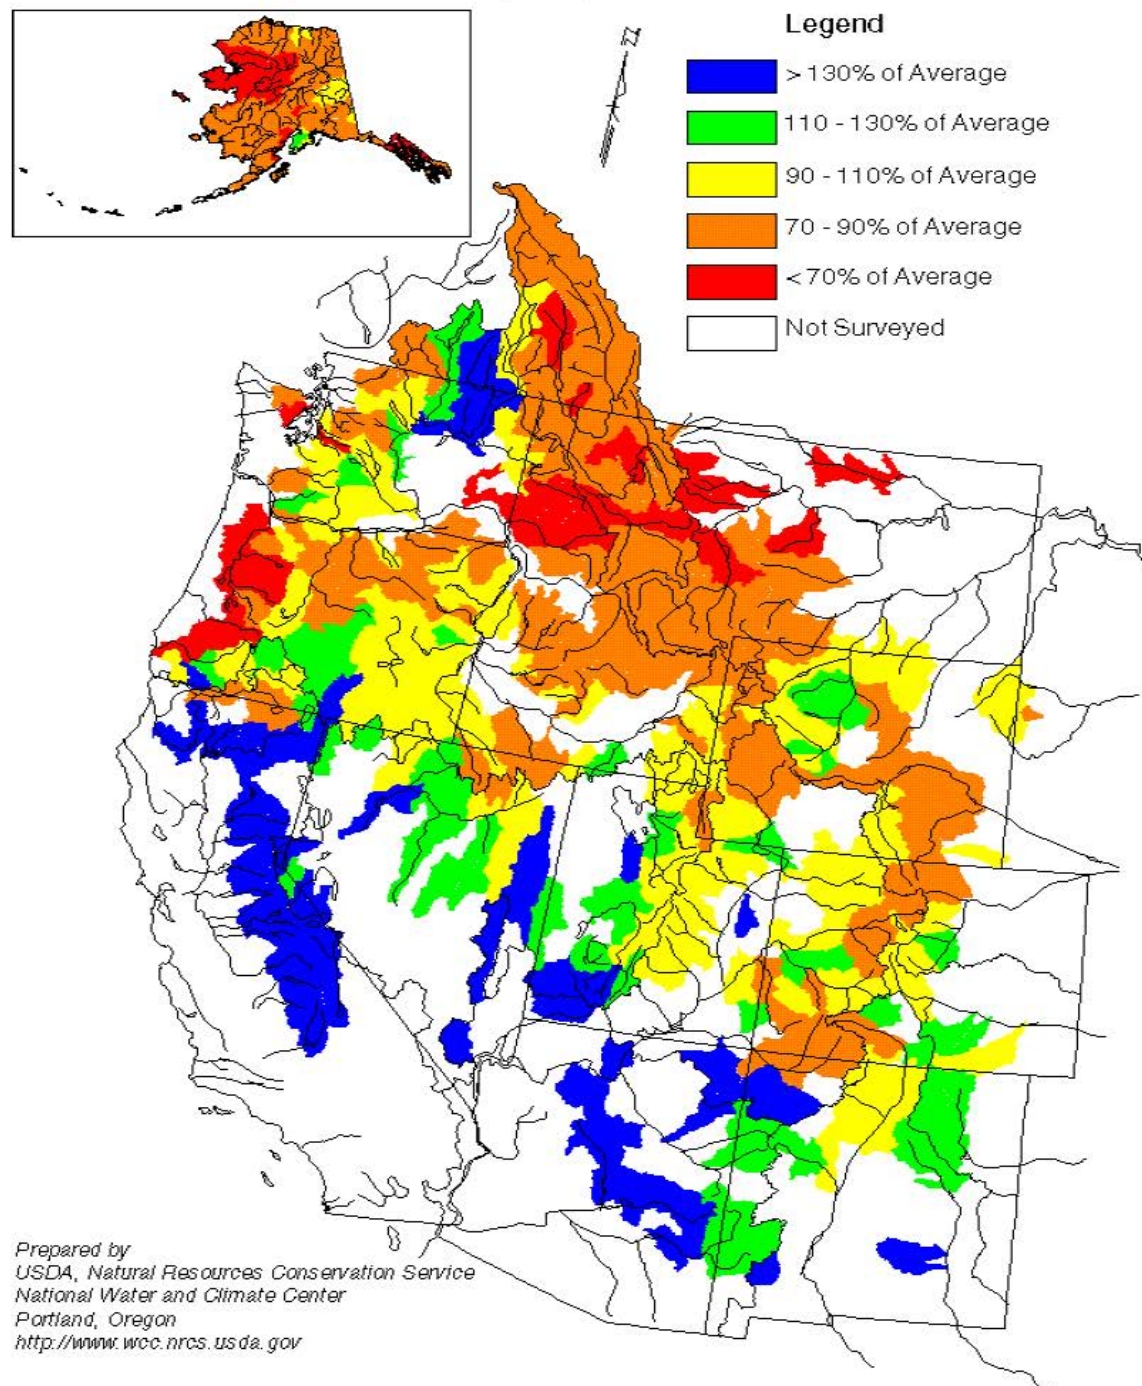 Legend
> 130% of Average
110 - 130% of Average
90 - 110% of Average
70 - 90% of Average
< 70% of Average
Not Surveyed
N
Prepared by
USDA, Natural Resources Conservation Service
National Water and Climate Center
Portland, Oregon
http://www.wcc.nrcs.usda.gov